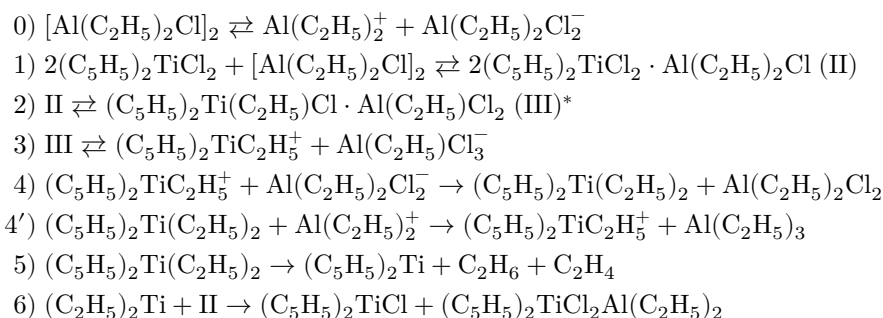 0) [Al(C₂H₅)₂Cl]₂ ⇄ Al(C₂H₅)₂⁺ + Al(C₂H₅)₂Cl₂⁻
1) 2(C₅H₅)₂TiCl₂ + [Al(C₂H₅)₂Cl]₂ ⇄ 2(C₅H₅)₂TiCl₂ · Al(C₂H₅)₂Cl (II)
2) II ⇄ (C₅H₅)₂Ti(C₂H₅)Cl · Al(C₂H₅)Cl₂ (III)*
3) III ⇄ (C₅H₅)₂TiC₂H₅⁺ + Al(C₂H₅)Cl₃⁻
4) (C₅H₅)₂TiC₂H₅⁺ + Al(C₂H₅)₂Cl₂⁻ → (C₅H₅)₂Ti(C₂H₅)₂ + Al(C₂H₅)₂Cl₂
4′) (C₅H₅)₂Ti(C₂H₅)₂ + Al(C₂H₅)₂⁺ → (C₅H₅)₂TiC₂H₅⁺ + Al(C₂H₅)₃
5) (C₅H₅)₂Ti(C₂H₅)₂ → (C₅H₅)₂Ti + C₂H₆ + C₂H₄
6) (C₂H₅)₂Ti + II → (C₅H₅)₂TiCl + (C₅H₅)₂TiCl₂Al(C₂H₅)₂